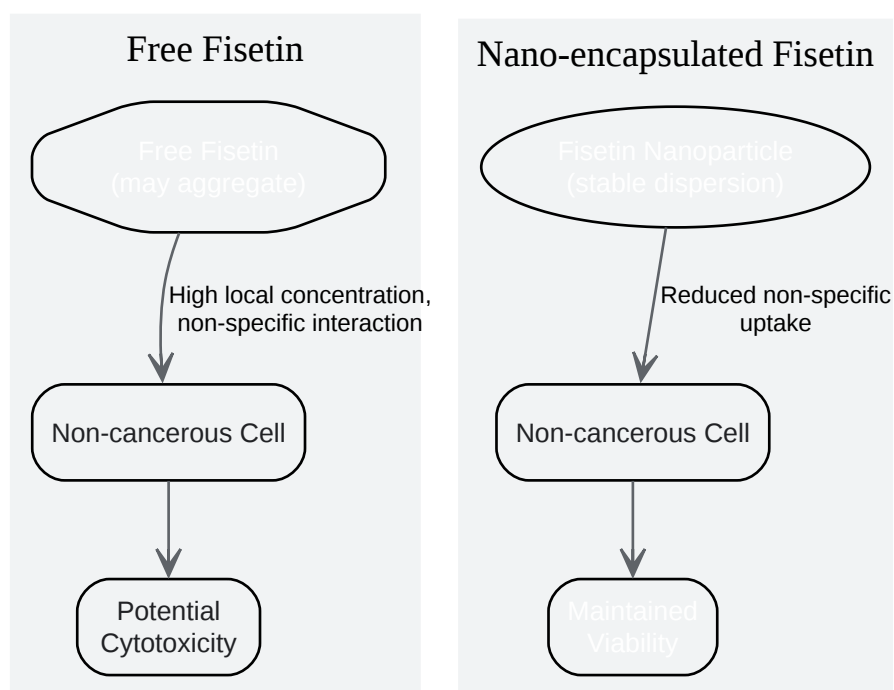 Free Fisetin
Free Fisetin
(may aggregate)
High local concentration,
non-specific interaction
Non-cancerous Cell
Potential
Cytotoxicity
Nano-encapsulated Fisetin
Fisetin Nanoparticle
(stable dispersion)
Reduced non-specific
uptake
Non-cancerous Cell
Maintained
Viability